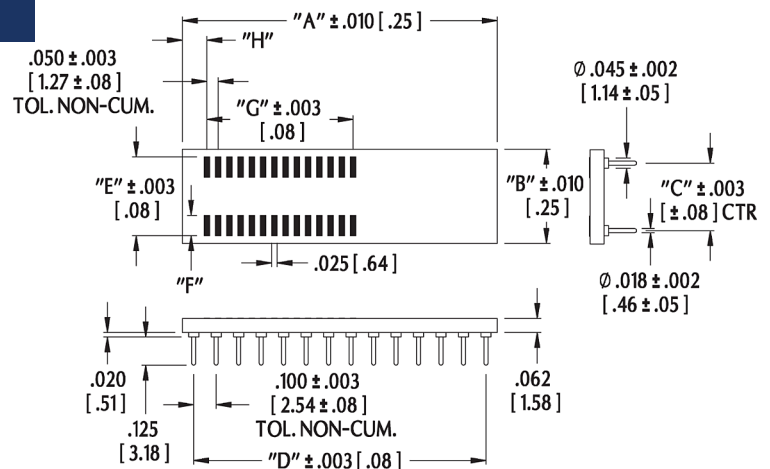 "A" ±.010 [.25]
"H"
.050 ±.003
[1.27 ±.08]
TOL. NON-CUM.
"G" ±.003
[.08]
Ø .045 ±.002
[1.14 ±.05]
"E" ±.003
[.08]
"B" ±.010
[.25]
"C" ±.003
[±.08] CTR
"F"
.025 [.64]
Ø .018 ±.002
[.46 ±.05]
.020
[.51]
.125
[3.18]
.100 ±.003
[2.54 ±.08]
TOL. NON-CUM.
.062
[1.58]
"D" ±.003 [.08]